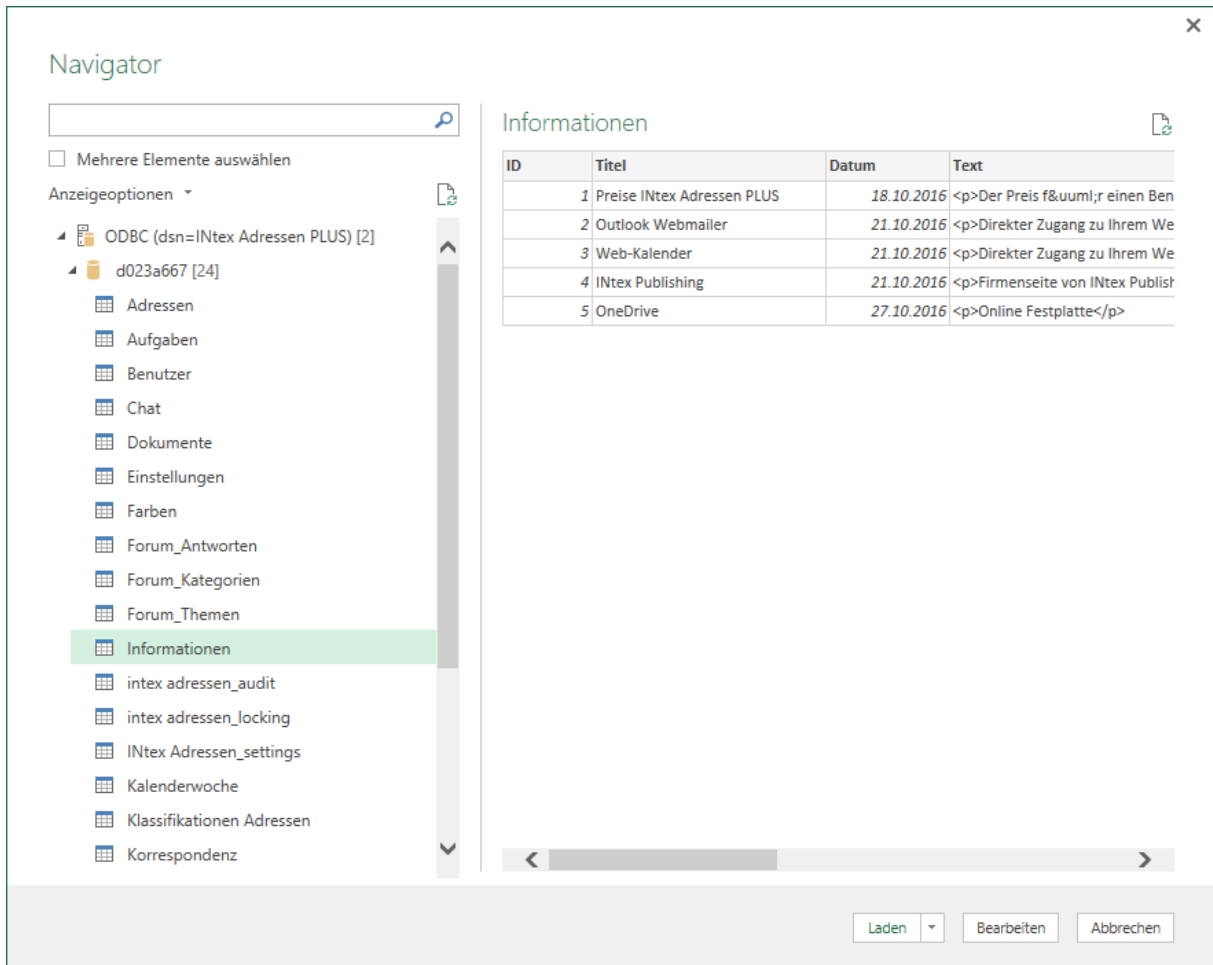 Navigator
Mehrere Elemente auswählen
Anzeigeoptionen
ODBC (dsn=INtex Adressen PLUS) [2]
d023a667 [24]
Adressen
Aufgaben
Benutzer
Chat
Dokumente
Einstellungen
Farben
Forum_Antworten
Forum_Kategorien
Forum_Themen
Informationen
intex adressen_audit
intex adressen_locking
INtex Adressen_settings
Kalenderwoche
Klassifikationen Adressen
Korrespondenz
Informationen
ID Titel Datum Text
1 Preise INtex Adressen PLUS 18.10.2016 <p>Der Preis f&uuml;r einen Ben
2 Outlook Webmailer 21.10.2016 <p>Direkter Zugang zu Ihrem We
3 Web-Kalender 21.10.2016 <p>Direkter Zugang zu Ihrem We
4 INtex Publishing 21.10.2016 <p>Firmenseite von INtex Publish
5 OneDrive 27.10.2016 <p>Online Festplatte</p>
Laden Bearbeiten Abbrechen